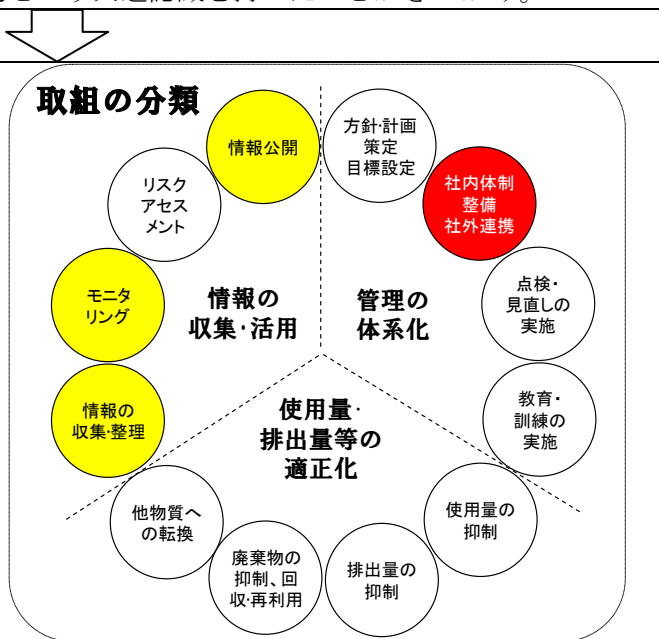 取組の分類
情報公開
方針・計画
策定
目標設定
リスク
アセス
メント
社内体制
整備
社外連携
モニタ
リング
情報の
収集・活用
管理の
体系化
点検・
見直しの
実施
情報の
収集・整理
使用量・
排出量等の
適正化
教育・
訓練の
実施
他物質へ
の転換
使用量の
抑制
廃棄物の
抑制、回
収・再利用
排出量の
抑制